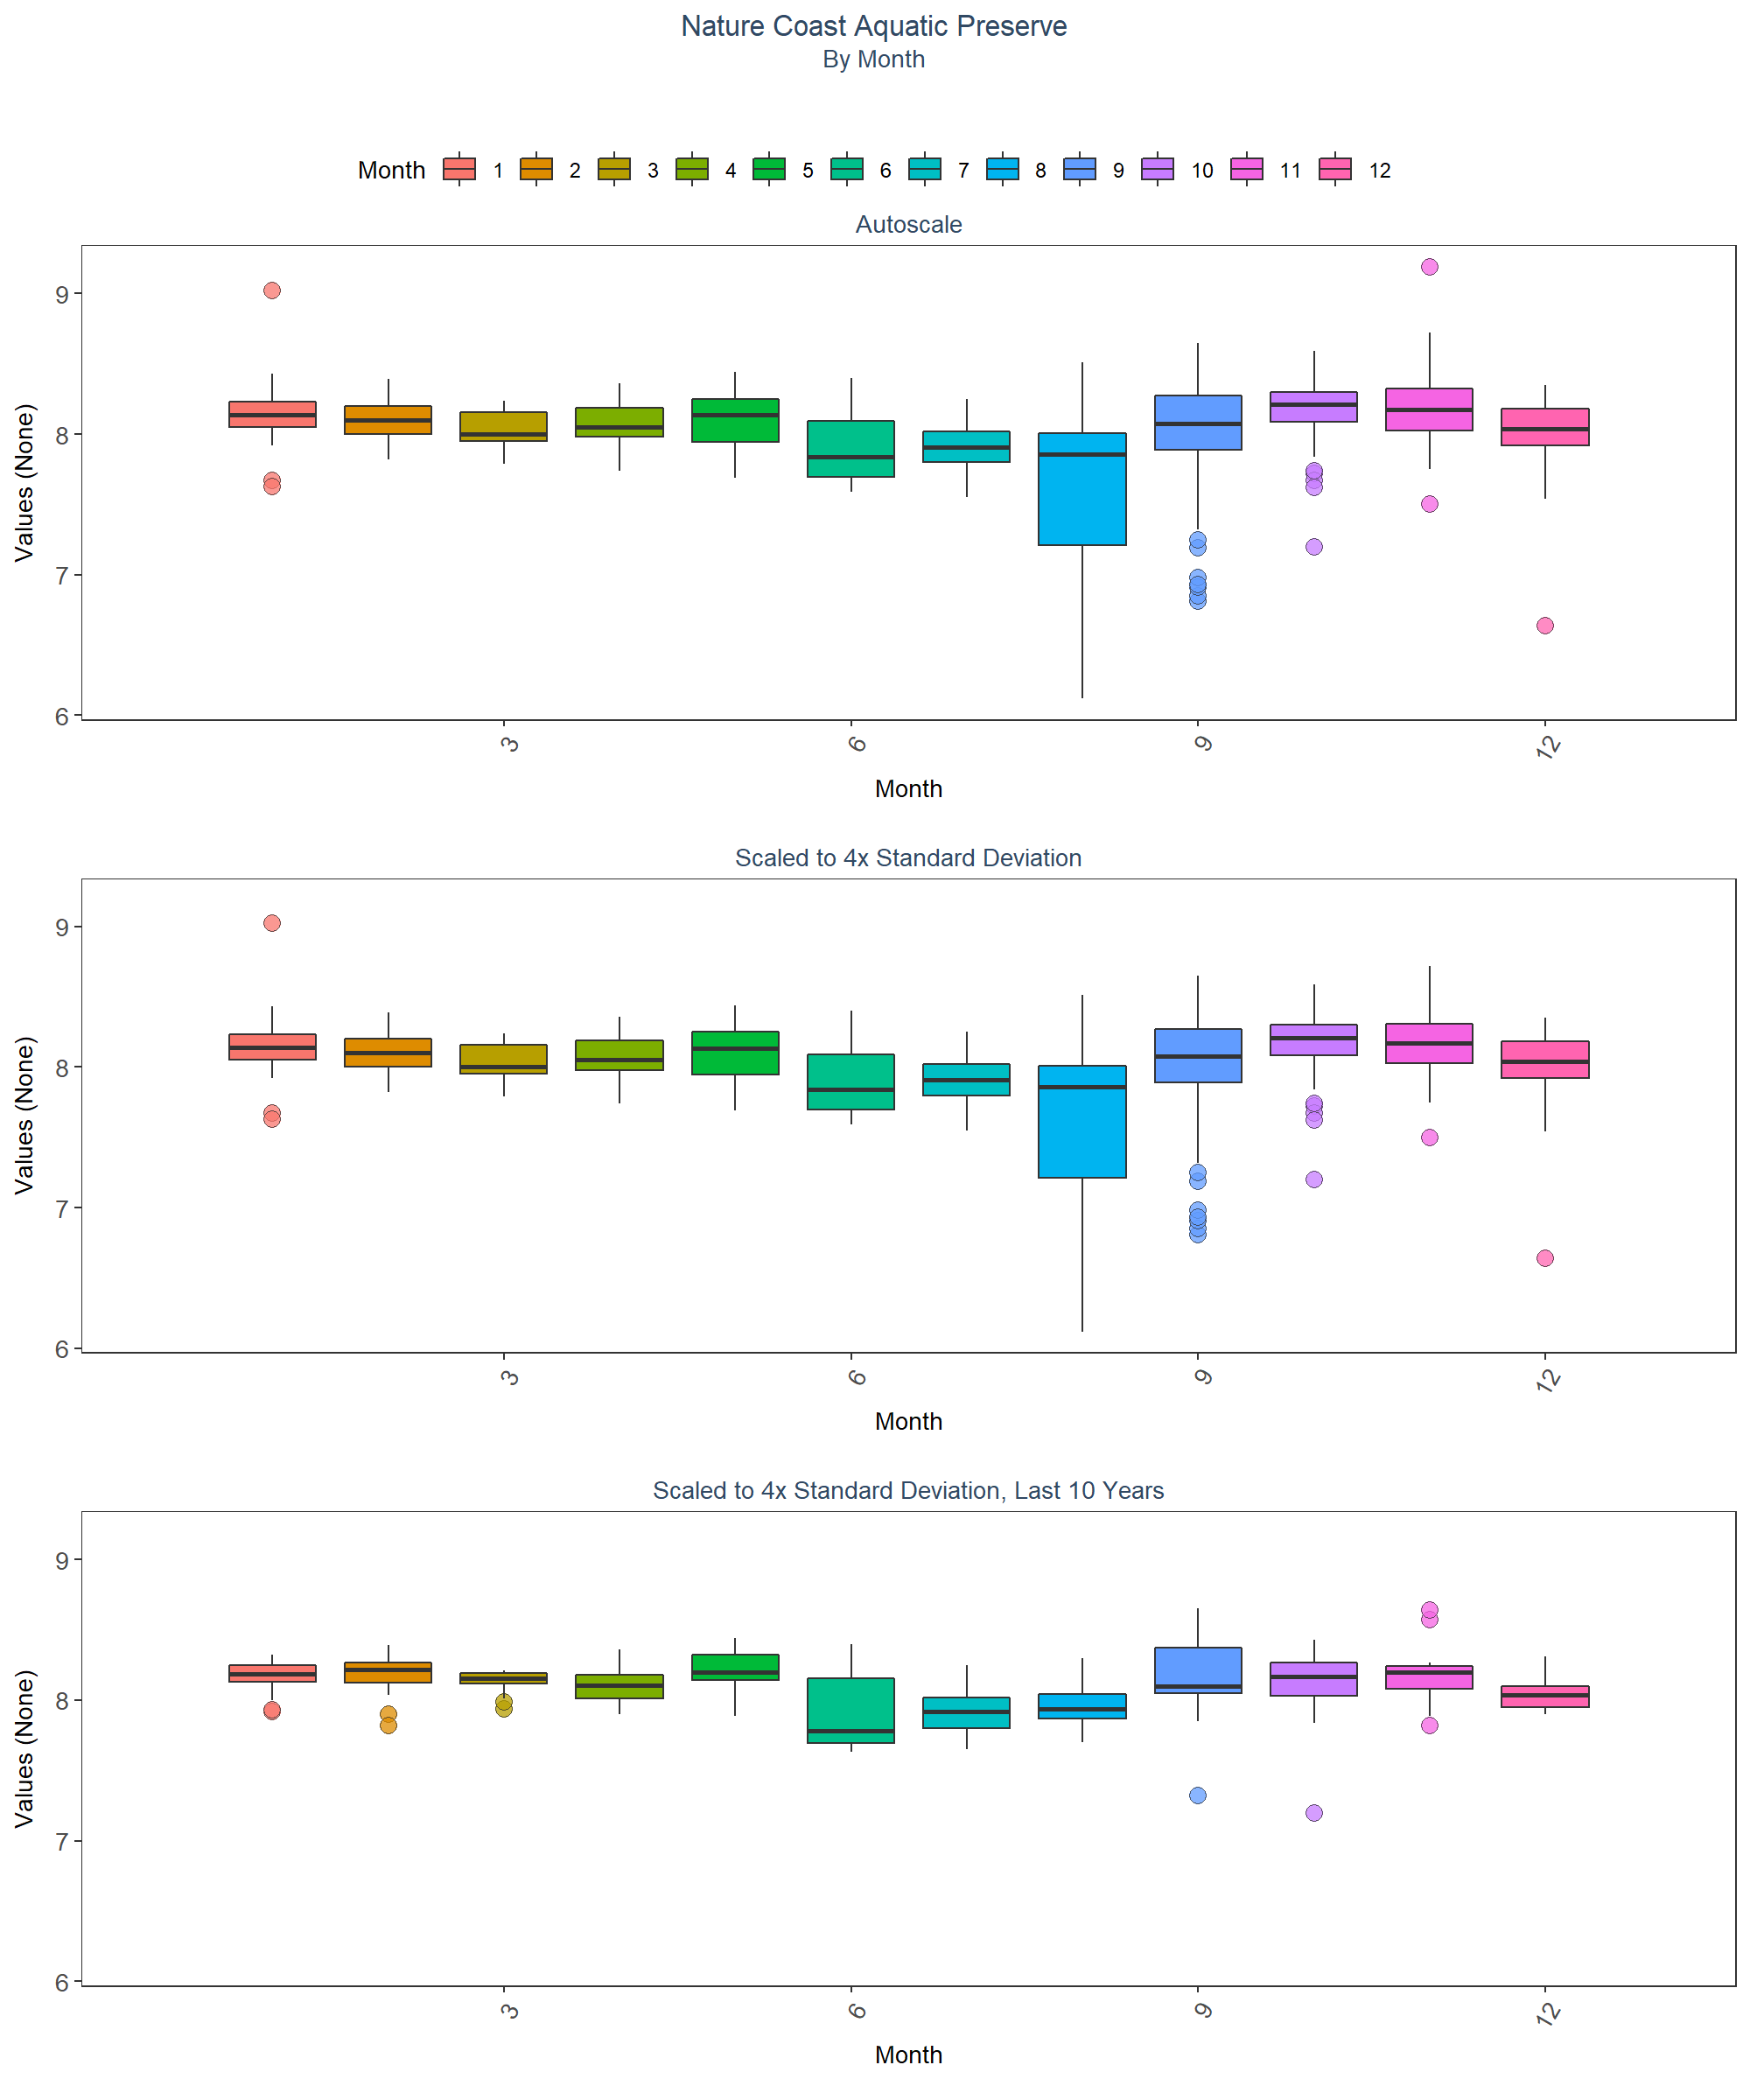 Nature Coast Aquatic Preserve
By Month
Month 1 2 3 4 5 6 7 8 9 10 11 12
Autoscale
Values (None)
9
8
7
6
3 6 9 12
Month
Scaled to 4x Standard Deviation
Values (None)
9
8
7
6
3 6 9 12
Month
Scaled to 4x Standard Deviation, Last 10 Years
Values (None)
9
8
7
6
3 6 9 12
Month